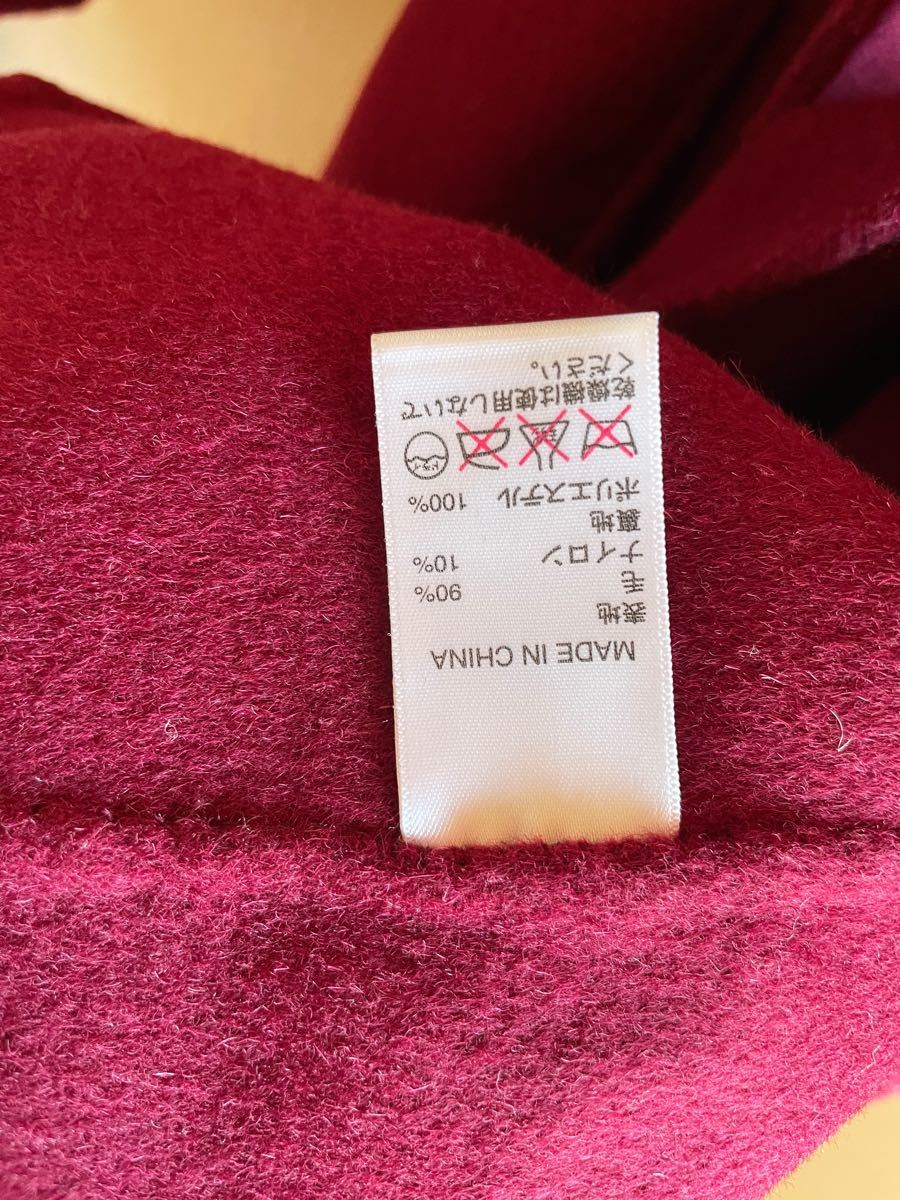 MADE IN CHINA
表地
毛 90%
ナイロン 10%
裏地
ポリエステル 100%
乾燥機は使用しないで
ください。